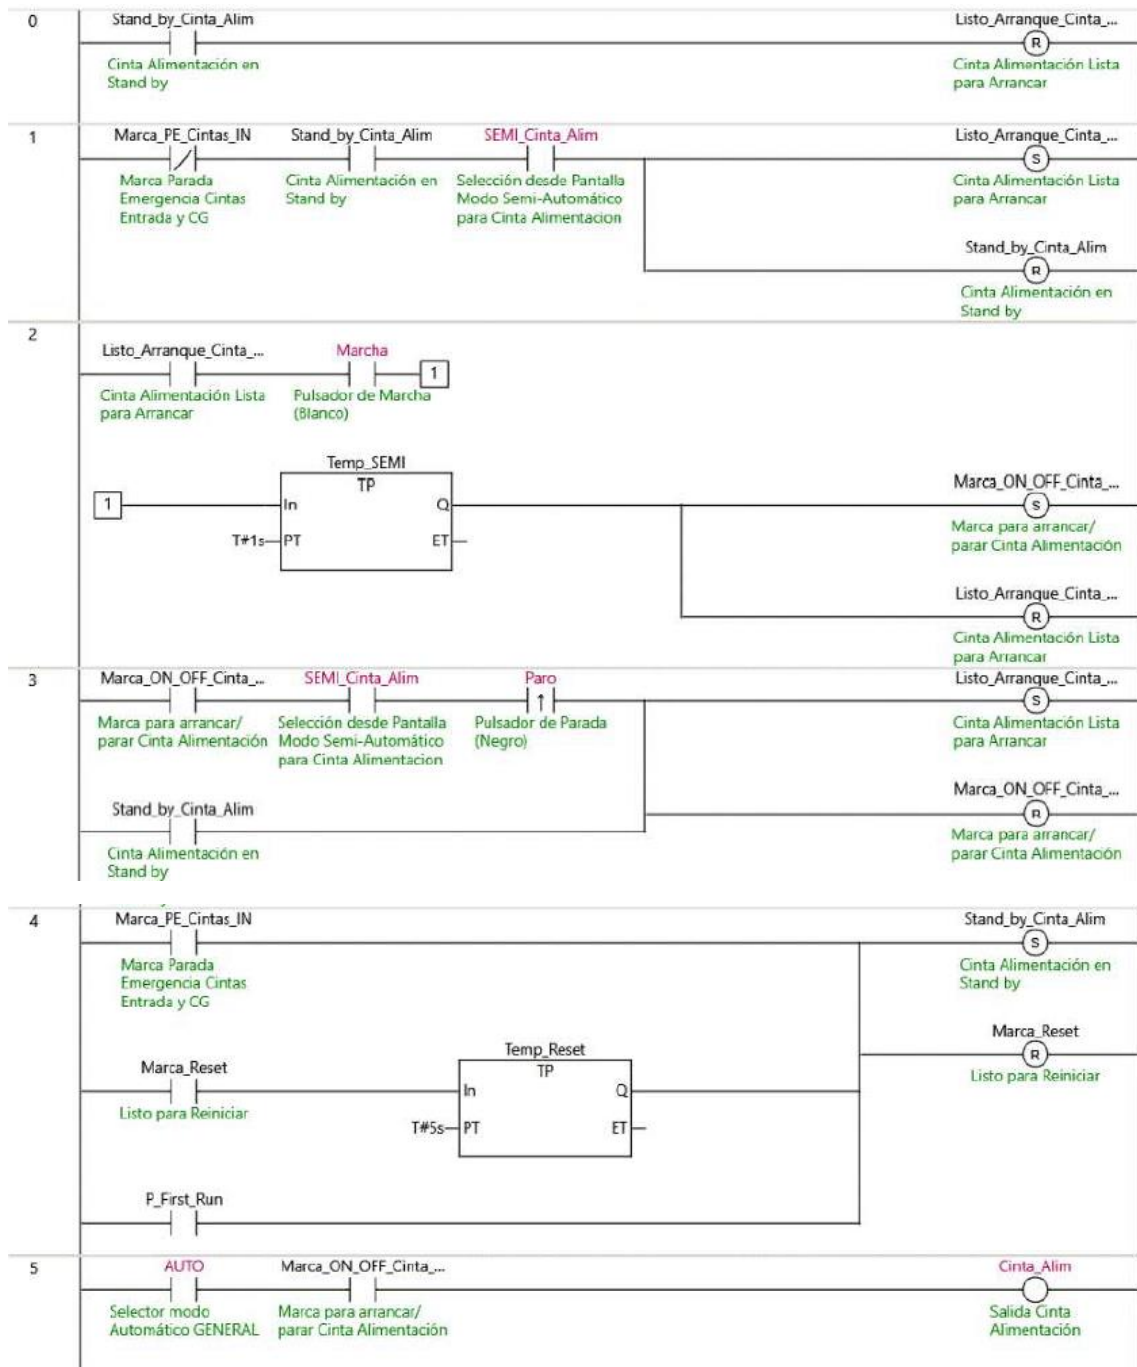 0
Stand_by_Cinta_Alim
Cinta Alimentación en
Stand by
Listo_Arranque_Cinta_...
R
Cinta Alimentación Lista
para Arrancar
1
Marca_PE_Cintas_IN
Marca Parada
Emergencia Cintas
Entrada y CG
Stand_by_Cinta_Alim
Cinta Alimentación en
Stand by
SEMI_Cinta_Alim
Selección desde Pantalla
Modo Semi-Automático
para Cinta Alimentacion
Listo_Arranque_Cinta_...
S
Cinta Alimentación Lista
para Arrancar
Stand_by_Cinta_Alim
R
Cinta Alimentación en
Stand by
2
Listo_Arranque_Cinta_...
Cinta Alimentación Lista
para Arrancar
Marcha
Pulsador de Marcha
(Blanco)
1
1
Temp_SEMI
TP
In
Q
T#1s
PT
ET
Marca_ON_OFF_Cinta_...
S
Marca para arrancar/
parar Cinta Alimentación
Listo_Arranque_Cinta_...
R
Cinta Alimentación Lista
para Arrancar
3
Marca_ON_OFF_Cinta_...
Marca para arrancar/
parar Cinta Alimentación
SEMI_Cinta_Alim
Selección desde Pantalla
Modo Semi-Automático
para Cinta Alimentacion
Paro
Pulsador de Parada
(Negro)
Listo_Arranque_Cinta_...
S
Cinta Alimentación Lista
para Arrancar
Stand_by_Cinta_Alim
Cinta Alimentación en
Stand by
Marca_ON_OFF_Cinta_...
R
Marca para arrancar/
parar Cinta Alimentación
4
Marca_PE_Cintas_IN
Marca Parada
Emergencia Cintas
Entrada y CG
Stand_by_Cinta_Alim
S
Cinta Alimentación en
Stand by
Marca_Reset
Listo para Reiniciar
Temp_Reset
TP
In
Q
T#5s
PT
ET
Marca_Reset
R
Listo para Reiniciar
P_First_Run
5
AUTO
Selector modo
Automático GENERAL
Marca_ON_OFF_Cinta_...
Marca para arrancar/
parar Cinta Alimentación
Cinta_Alim
Salida Cinta
Alimentación